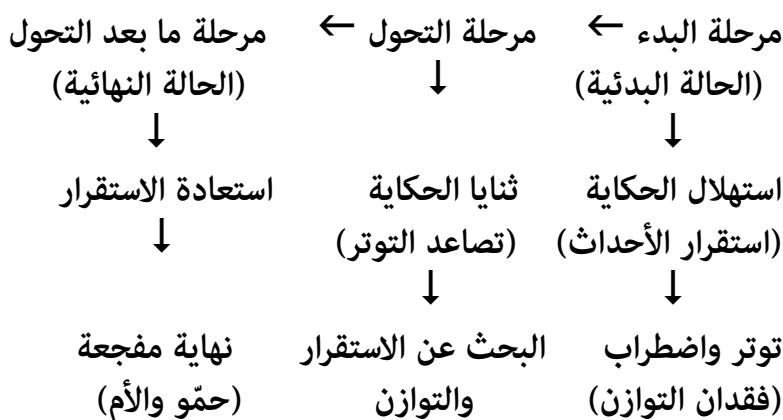 مرحلة البدء ← مرحلة التحول ← مرحلة ما بعد التحول
(الحالة البدئية) ↓ (الحالة النهائية)
↓ ↓
استهلال الحكاية ثنايا الحكاية استعادة الاستقرار
(استقرار الأحداث) (تصاعد التوتر) ↓
↓ ↓
توتر واضطراب البحث عن الاستقرار نهاية مفجعة
(فقدان التوازن) والتوازن (حمّو والأم)